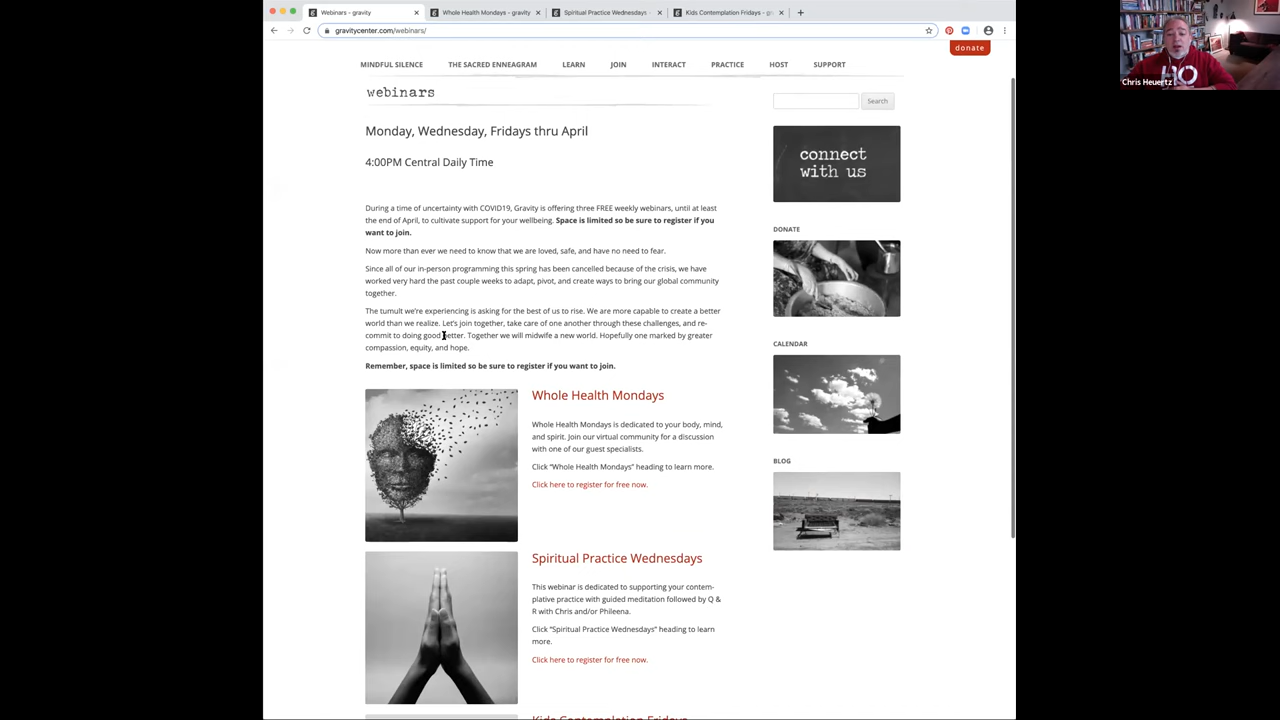 Webinars - gravity
Whole Health Mondays - gravity
Spiritual Practice Wednesdays -
Kids Contemplation Fridays - gr
gravitycenter.com/webinars/
donate
Chris Heuertz
MINDFUL SILENCE THE SACRED ENNEAGRAM LEARN JOIN INTERACT PRACTICE HOST SUPPORT
webinars
Search
Monday, Wednesday, Fridays thru April
4:00PM Central Daily Time
During a time of uncertainty with COVID19, Gravity is offering three FREE weekly webinars, until at least
the end of April, to cultivate support for your wellbeing. Space is limited so be sure to register if you
want to join.
Now more than ever we need to know that we are loved, safe, and have no need to fear.
Since all of our in-person programming this spring has been cancelled because of the crisis, we have
worked very hard the past couple weeks to adapt, pivot, and create ways to bring our global community
together.
The tumult we're experiencing is asking for the best of us to rise. We are more capable to create a better
world than we realize. Let's join together, take care of one another through these challenges, and re-
commit to doing good better. Together we will midwife a new world. Hopefully one marked by greater
compassion, equity, and hope.
Remember, space is limited so be sure to register if you want to join.
Whole Health Mondays
Whole Health Mondays is dedicated to your body, mind,
and spirit. Join our virtual community for a discussion
with one of our guest specialists.
Click “Whole Health Mondays” heading to learn more.
Click here to register for free now.
Spiritual Practice Wednesdays
This webinar is dedicated to supporting your contem-
plative practice with guided meditation followed by Q &
R with Chris and/or Phileena.
Click “Spiritual Practice Wednesdays” heading to learn
more.
Click here to register for free now.
Kids Contemplation Fridays
connect
with us
DONATE
CALENDAR
BLOG